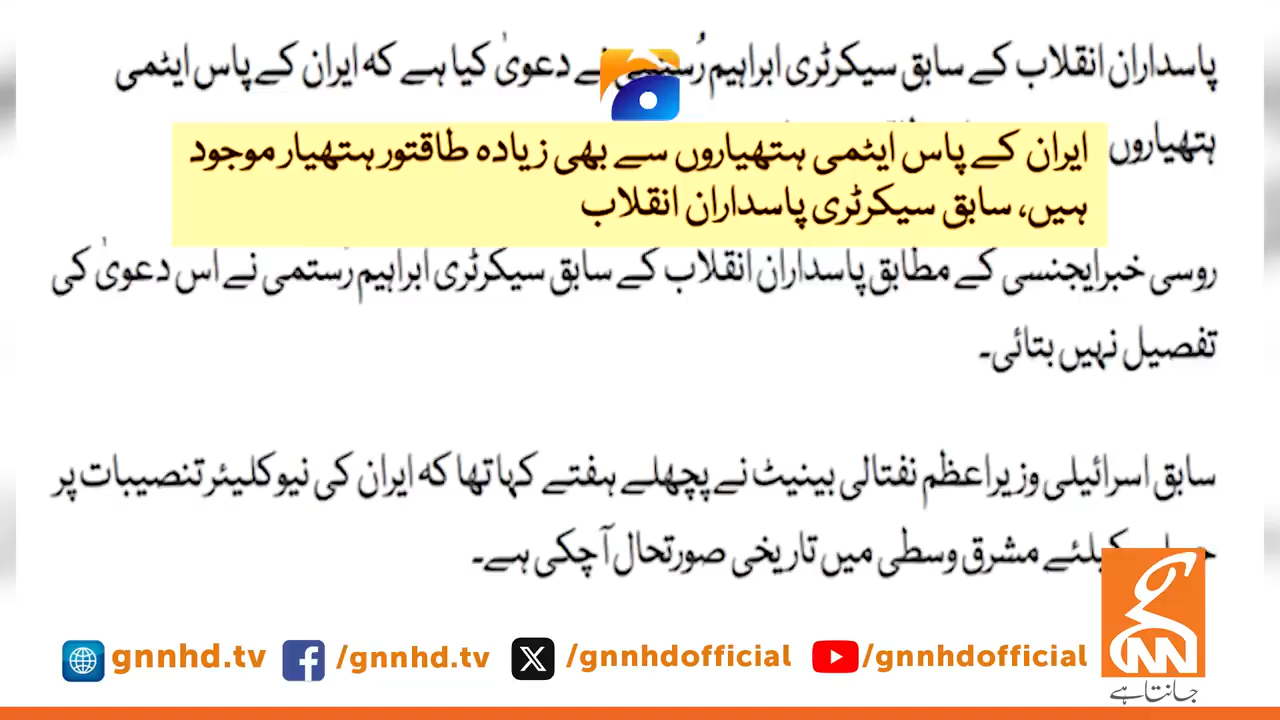 پاسداران انقلاب کے سابق سیکرٹری ابراہیم رُستمی نے دعویٰ کیا ہے کہ ایران کے پاس ایٹمی
ہتھیاروں
ایران کے پاس ایٹمی ہتھیاروں سے بھی زیادہ طاقتور ہتھیار موجود
ہیں، سابق سیکرٹری پاسداران انقلاب
روسی خبر ایجنسی کے مطابق پاسداران انقلاب کے سابق سیکرٹری ابراہیم رُستمی نے اس دعویٰ کی
تفصیل نہیں بتائی۔
سابق اسرائیلی وزیراعظم نفتالی بینیٹ نے پچھلے ہفتے کہا تھا کہ ایران کی نیوکلیئر تنصیبات پر
کیلئے مشرق وسطی میں تاریخی صورتحال آ چکی ہے۔
gnnhd.tv /gnnhd.tv /gnnhdofficial /gnnhdofficial
GNN
جانتا ہے